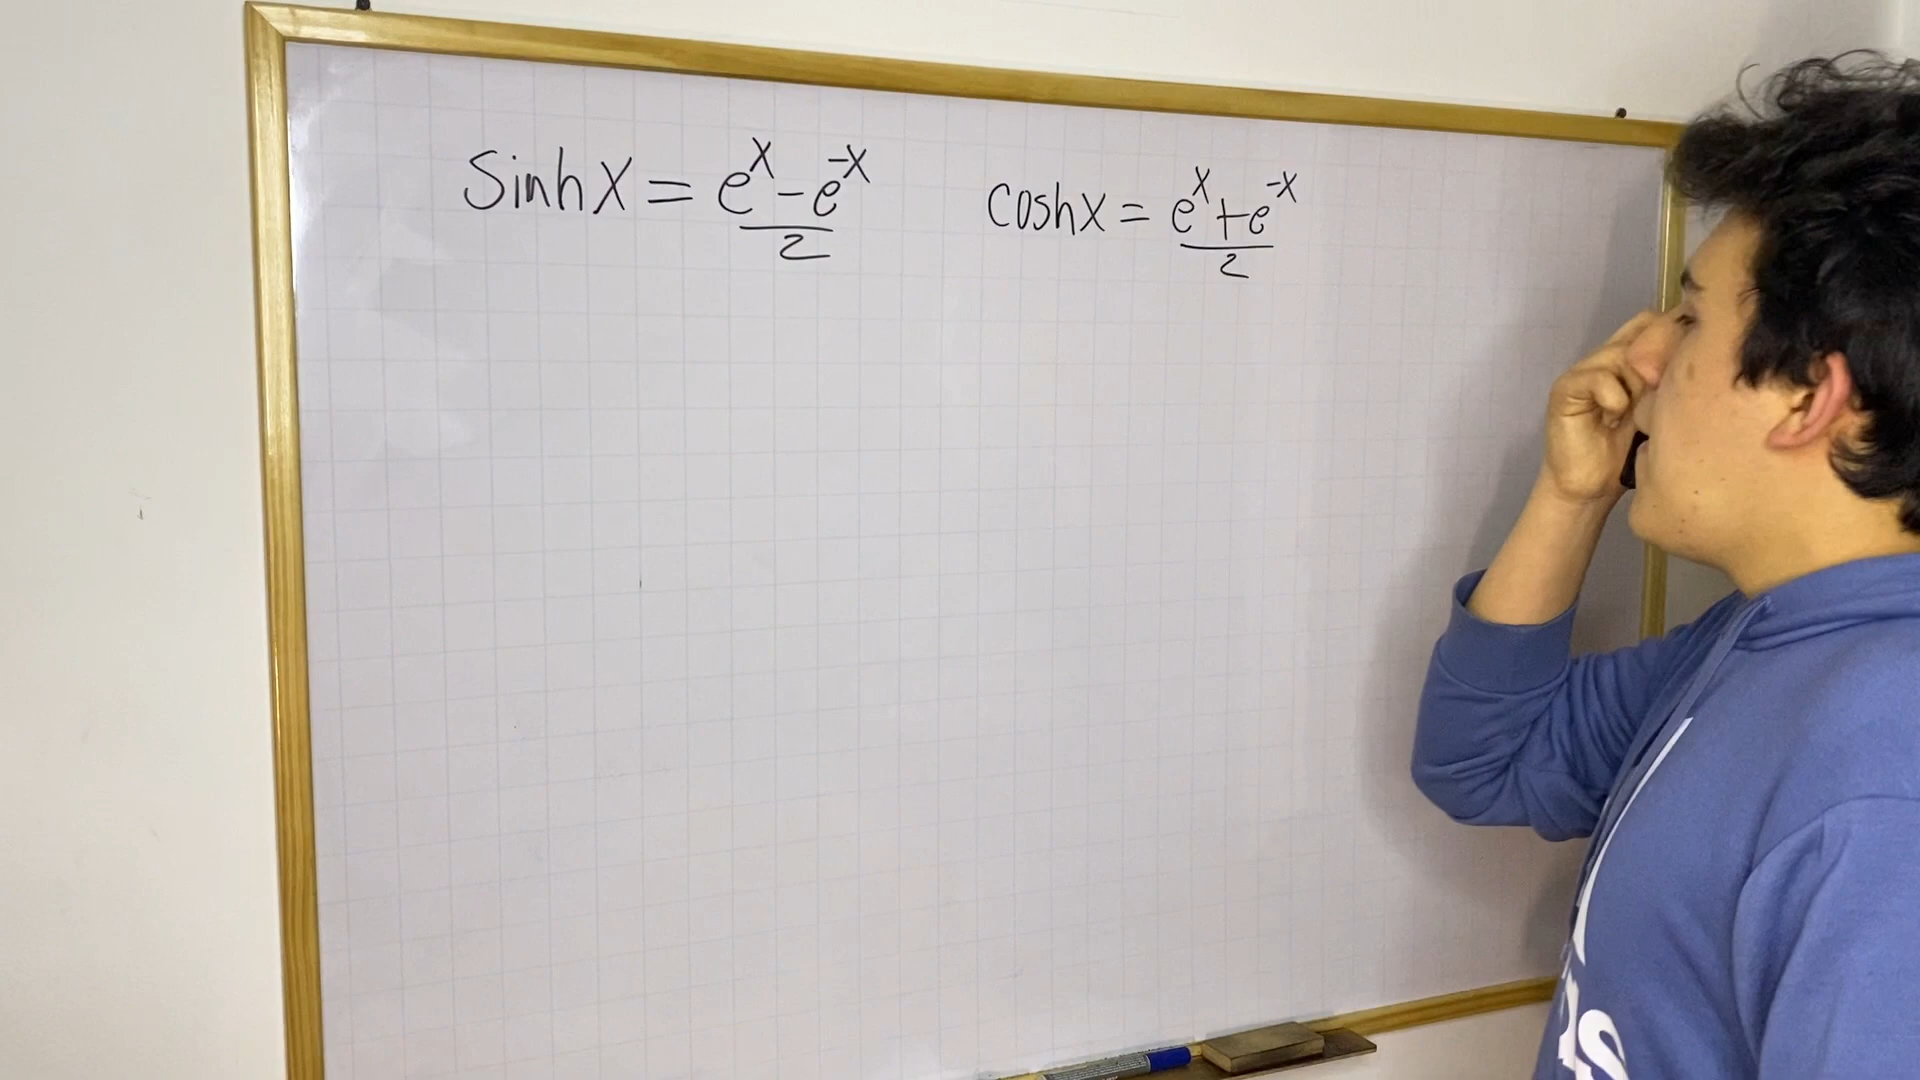 Sinh X = e^X - e^-X / 2
cosh X = e^X + e^-X / 2